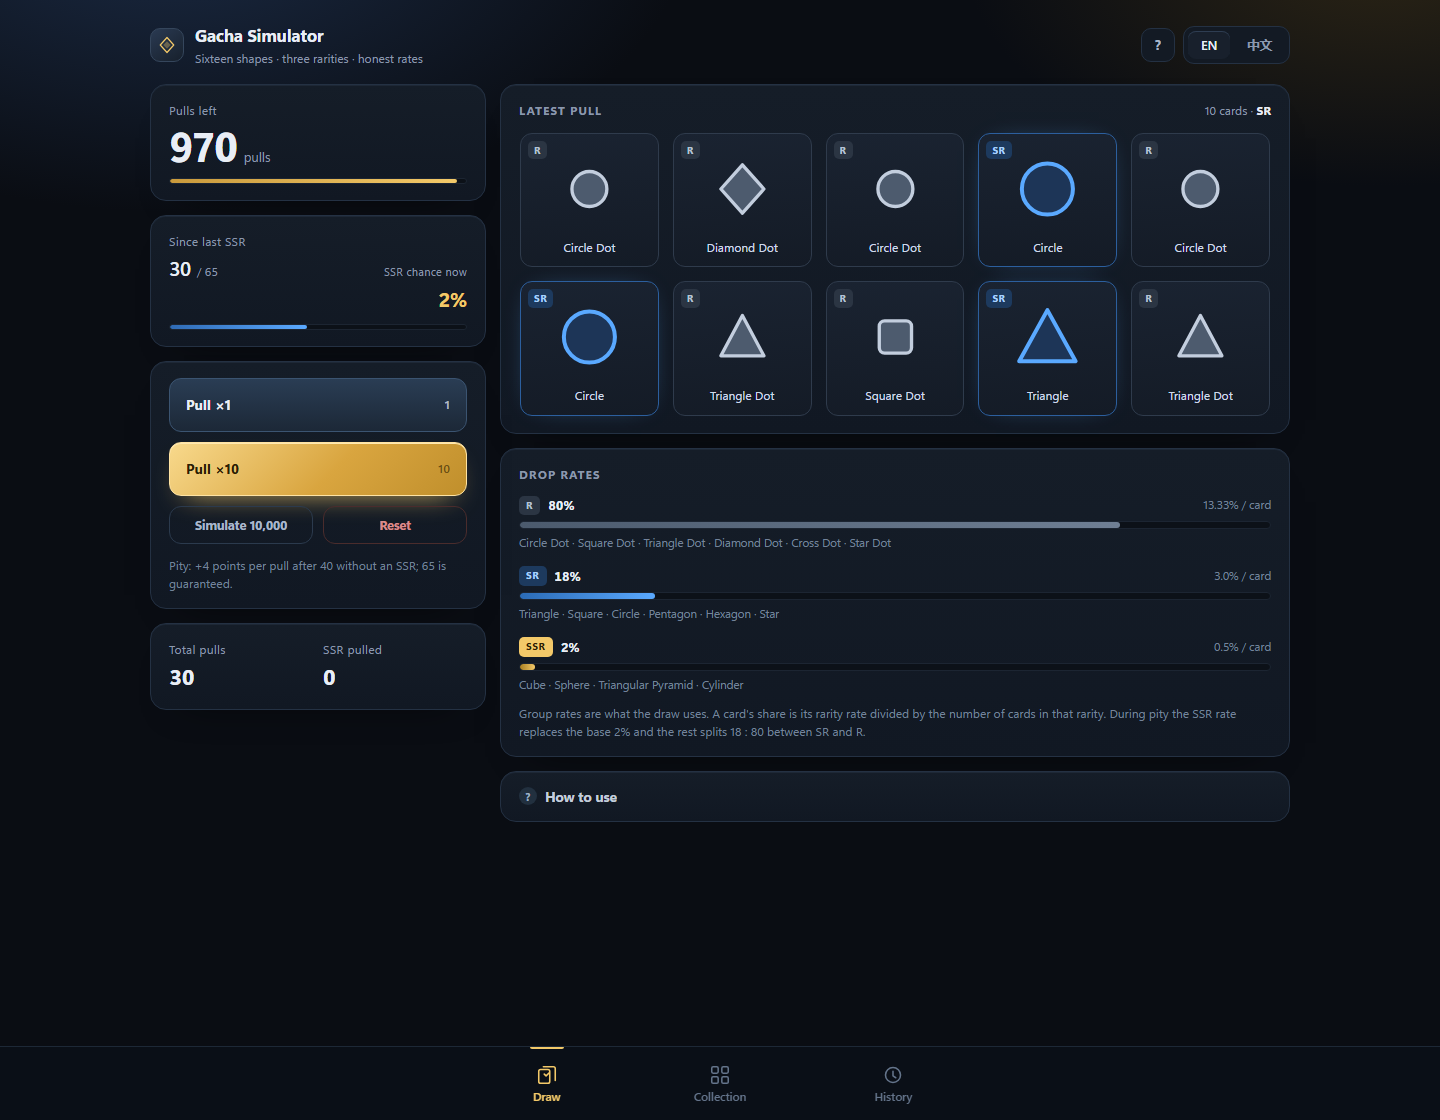 Gacha Simulator
Sixteen shapes · three rarities · honest rates
?
EN
中文
Pulls left
970 pulls
Since last SSR
30 / 65
SSR chance now
2%
Pull ×1
1
Pull ×10
10
Simulate 10,000
Reset
Pity: +4 points per pull after 40 without an SSR; 65 is
guaranteed.
Total pulls
30
SSR pulled
0
LATEST PULL
10 cards · SR
R
Circle Dot
R
Diamond Dot
R
Circle Dot
SR
Circle
R
Circle Dot
SR
Circle
R
Triangle Dot
R
Square Dot
SR
Triangle
R
Triangle Dot
DROP RATES
R 80%
13.33% / card
Circle Dot · Square Dot · Triangle Dot · Diamond Dot · Cross Dot · Star Dot
SR 18%
3.0% / card
Triangle · Square · Circle · Pentagon · Hexagon · Star
SSR 2%
0.5% / card
Cube · Sphere · Triangular Pyramid · Cylinder
Group rates are what the draw uses. A card's share is its rarity rate divided by the number of cards in that rarity. During pity the SSR rate
replaces the base 2% and the rest splits 18 : 80 between SR and R.
? How to use
Draw
Collection
History